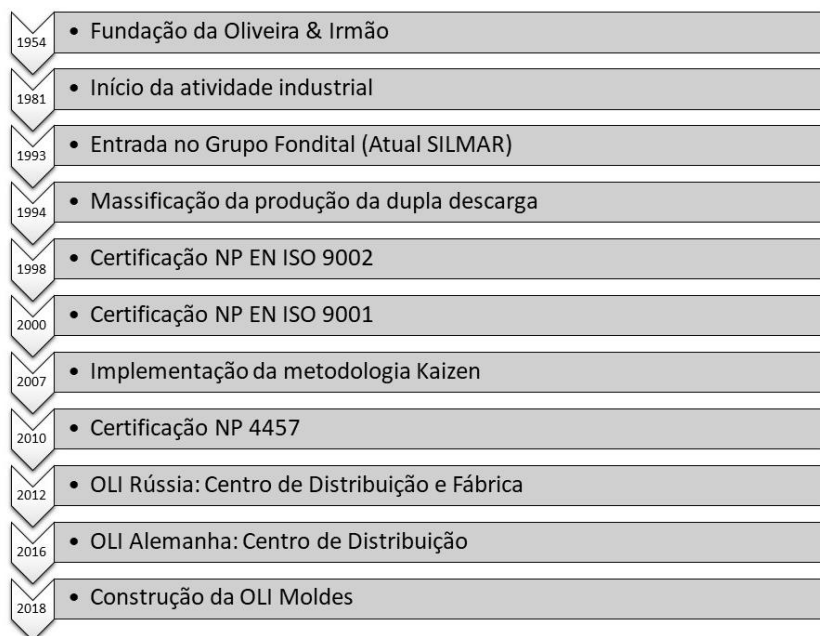 1954 • Fundação da Oliveira & Irmão
1981 • Início da atividade industrial
1993 • Entrada no Grupo Fondital (Atual SILMAR)
1994 • Massificação da produção da dupla descarga
1998 • Certificação NP EN ISO 9002
2000 • Certificação NP EN ISO 9001
2007 • Implementação da metodologia Kaizen
2010 • Certificação NP 4457
2012 • OLI Rússia: Centro de Distribuição e Fábrica
2016 • OLI Alemanha: Centro de Distribuição
2018 • Construção da OLI Moldes